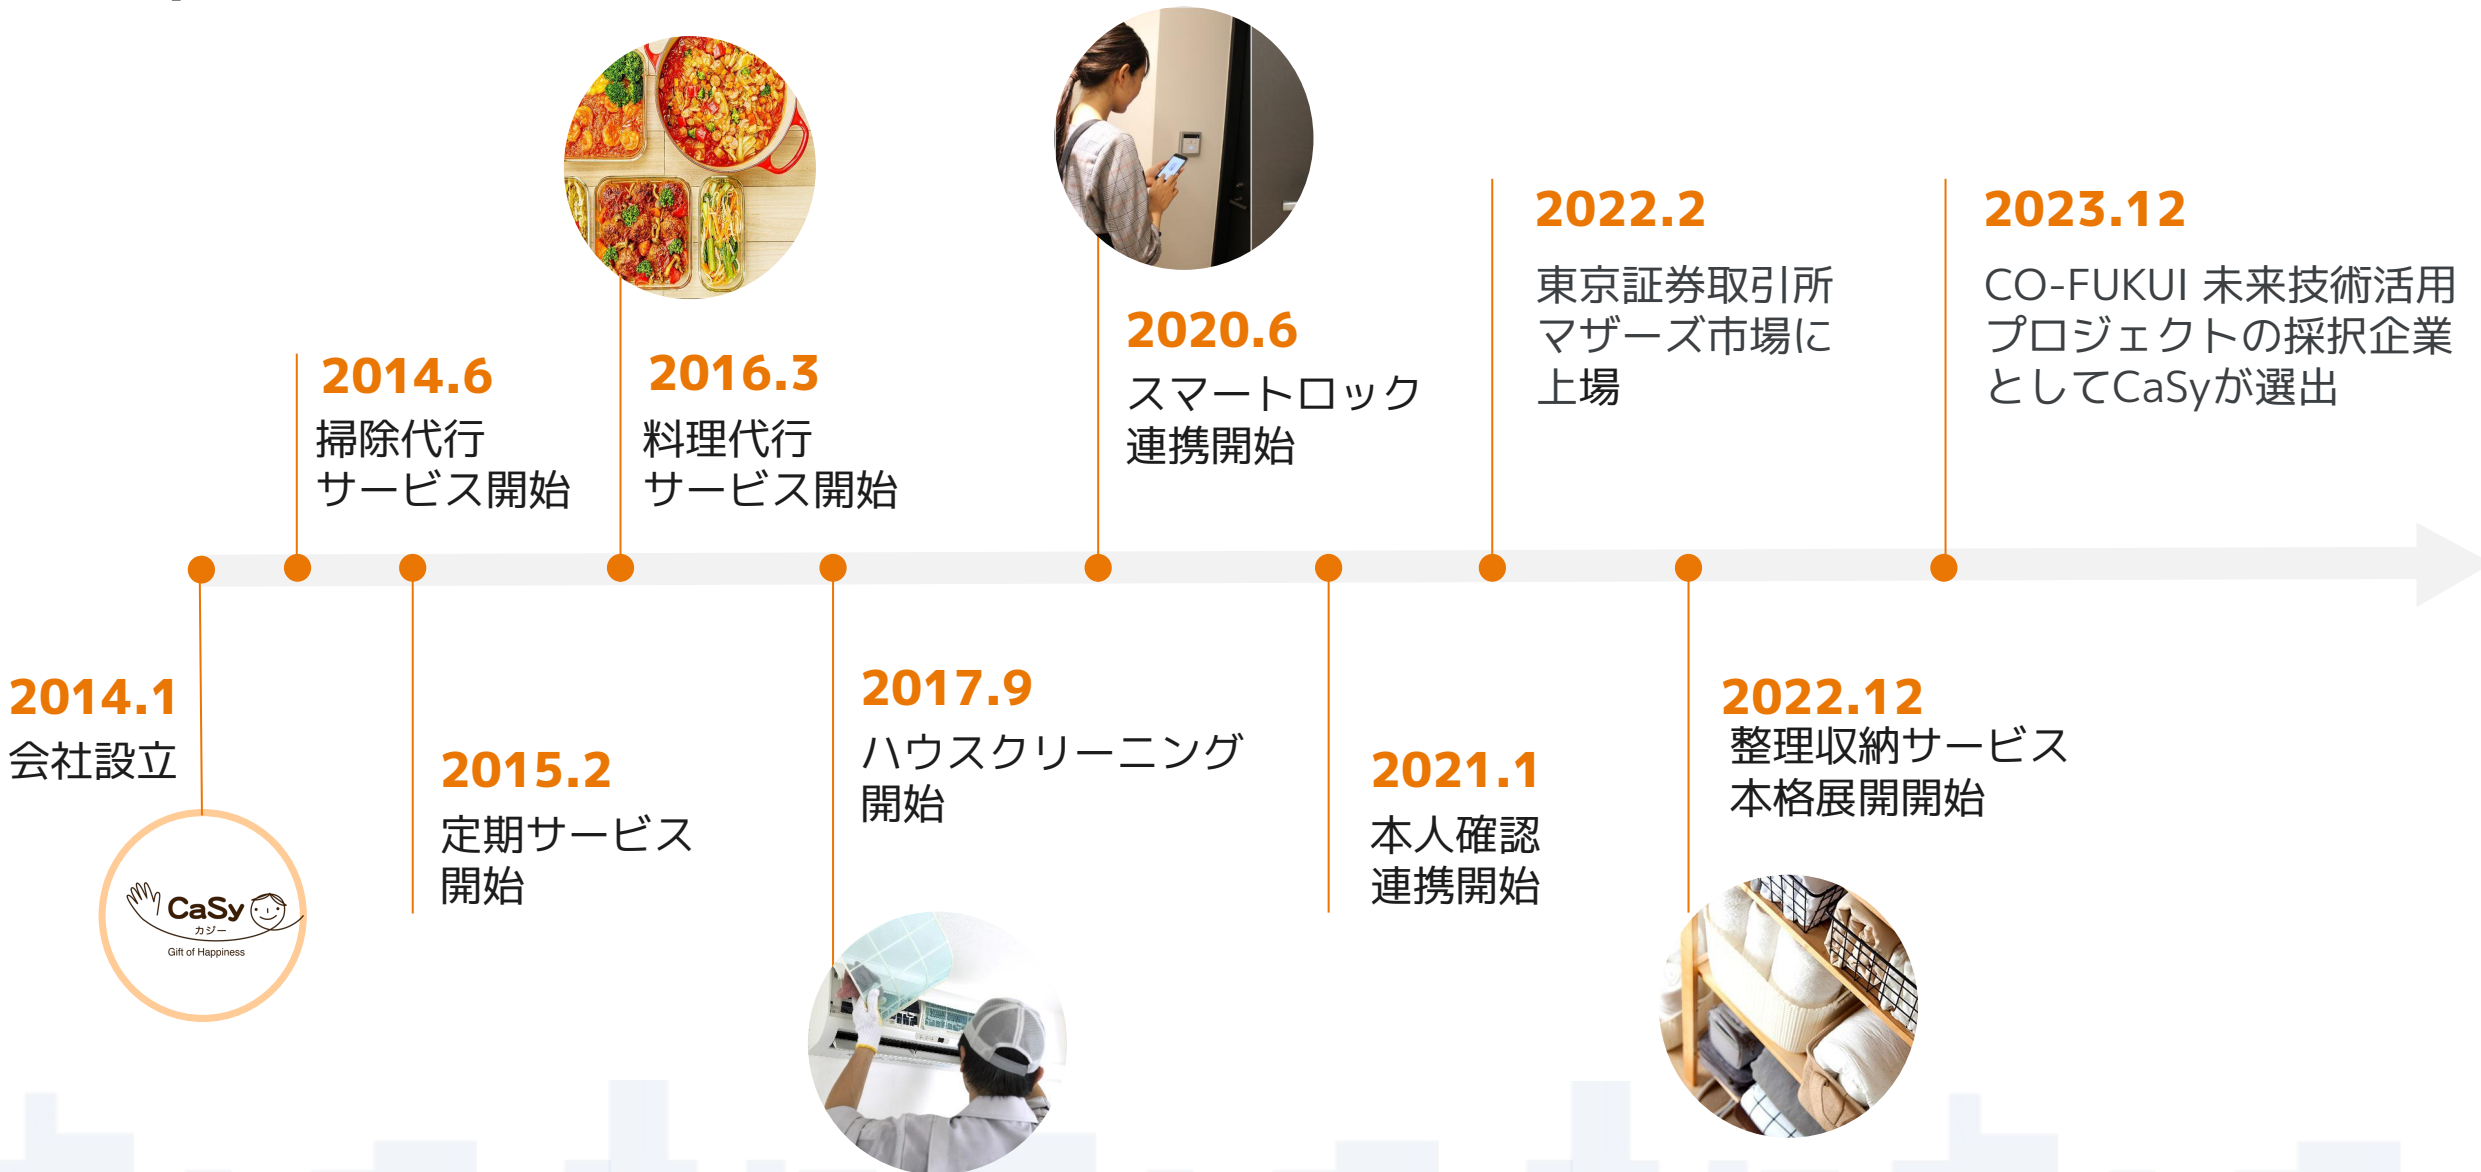 2014.1
会社設立
CaSy
カジー
Gift of Happiness
2014.6
掃除代行
サービス開始
2015.2
定期サービス
開始
2016.3
料理代行
サービス開始
2017.9
ハウスクリーニング
開始
2020.6
スマートロック
連携開始
2021.1
本人確認
連携開始
2022.2
東京証券取引所
マザーズ市場に
上場
2022.12
整理収納サービス
本格展開開始
2023.12
CO-FUKUI 未来技術活用
プロジェクトの採択企業
としてCaSyが選出